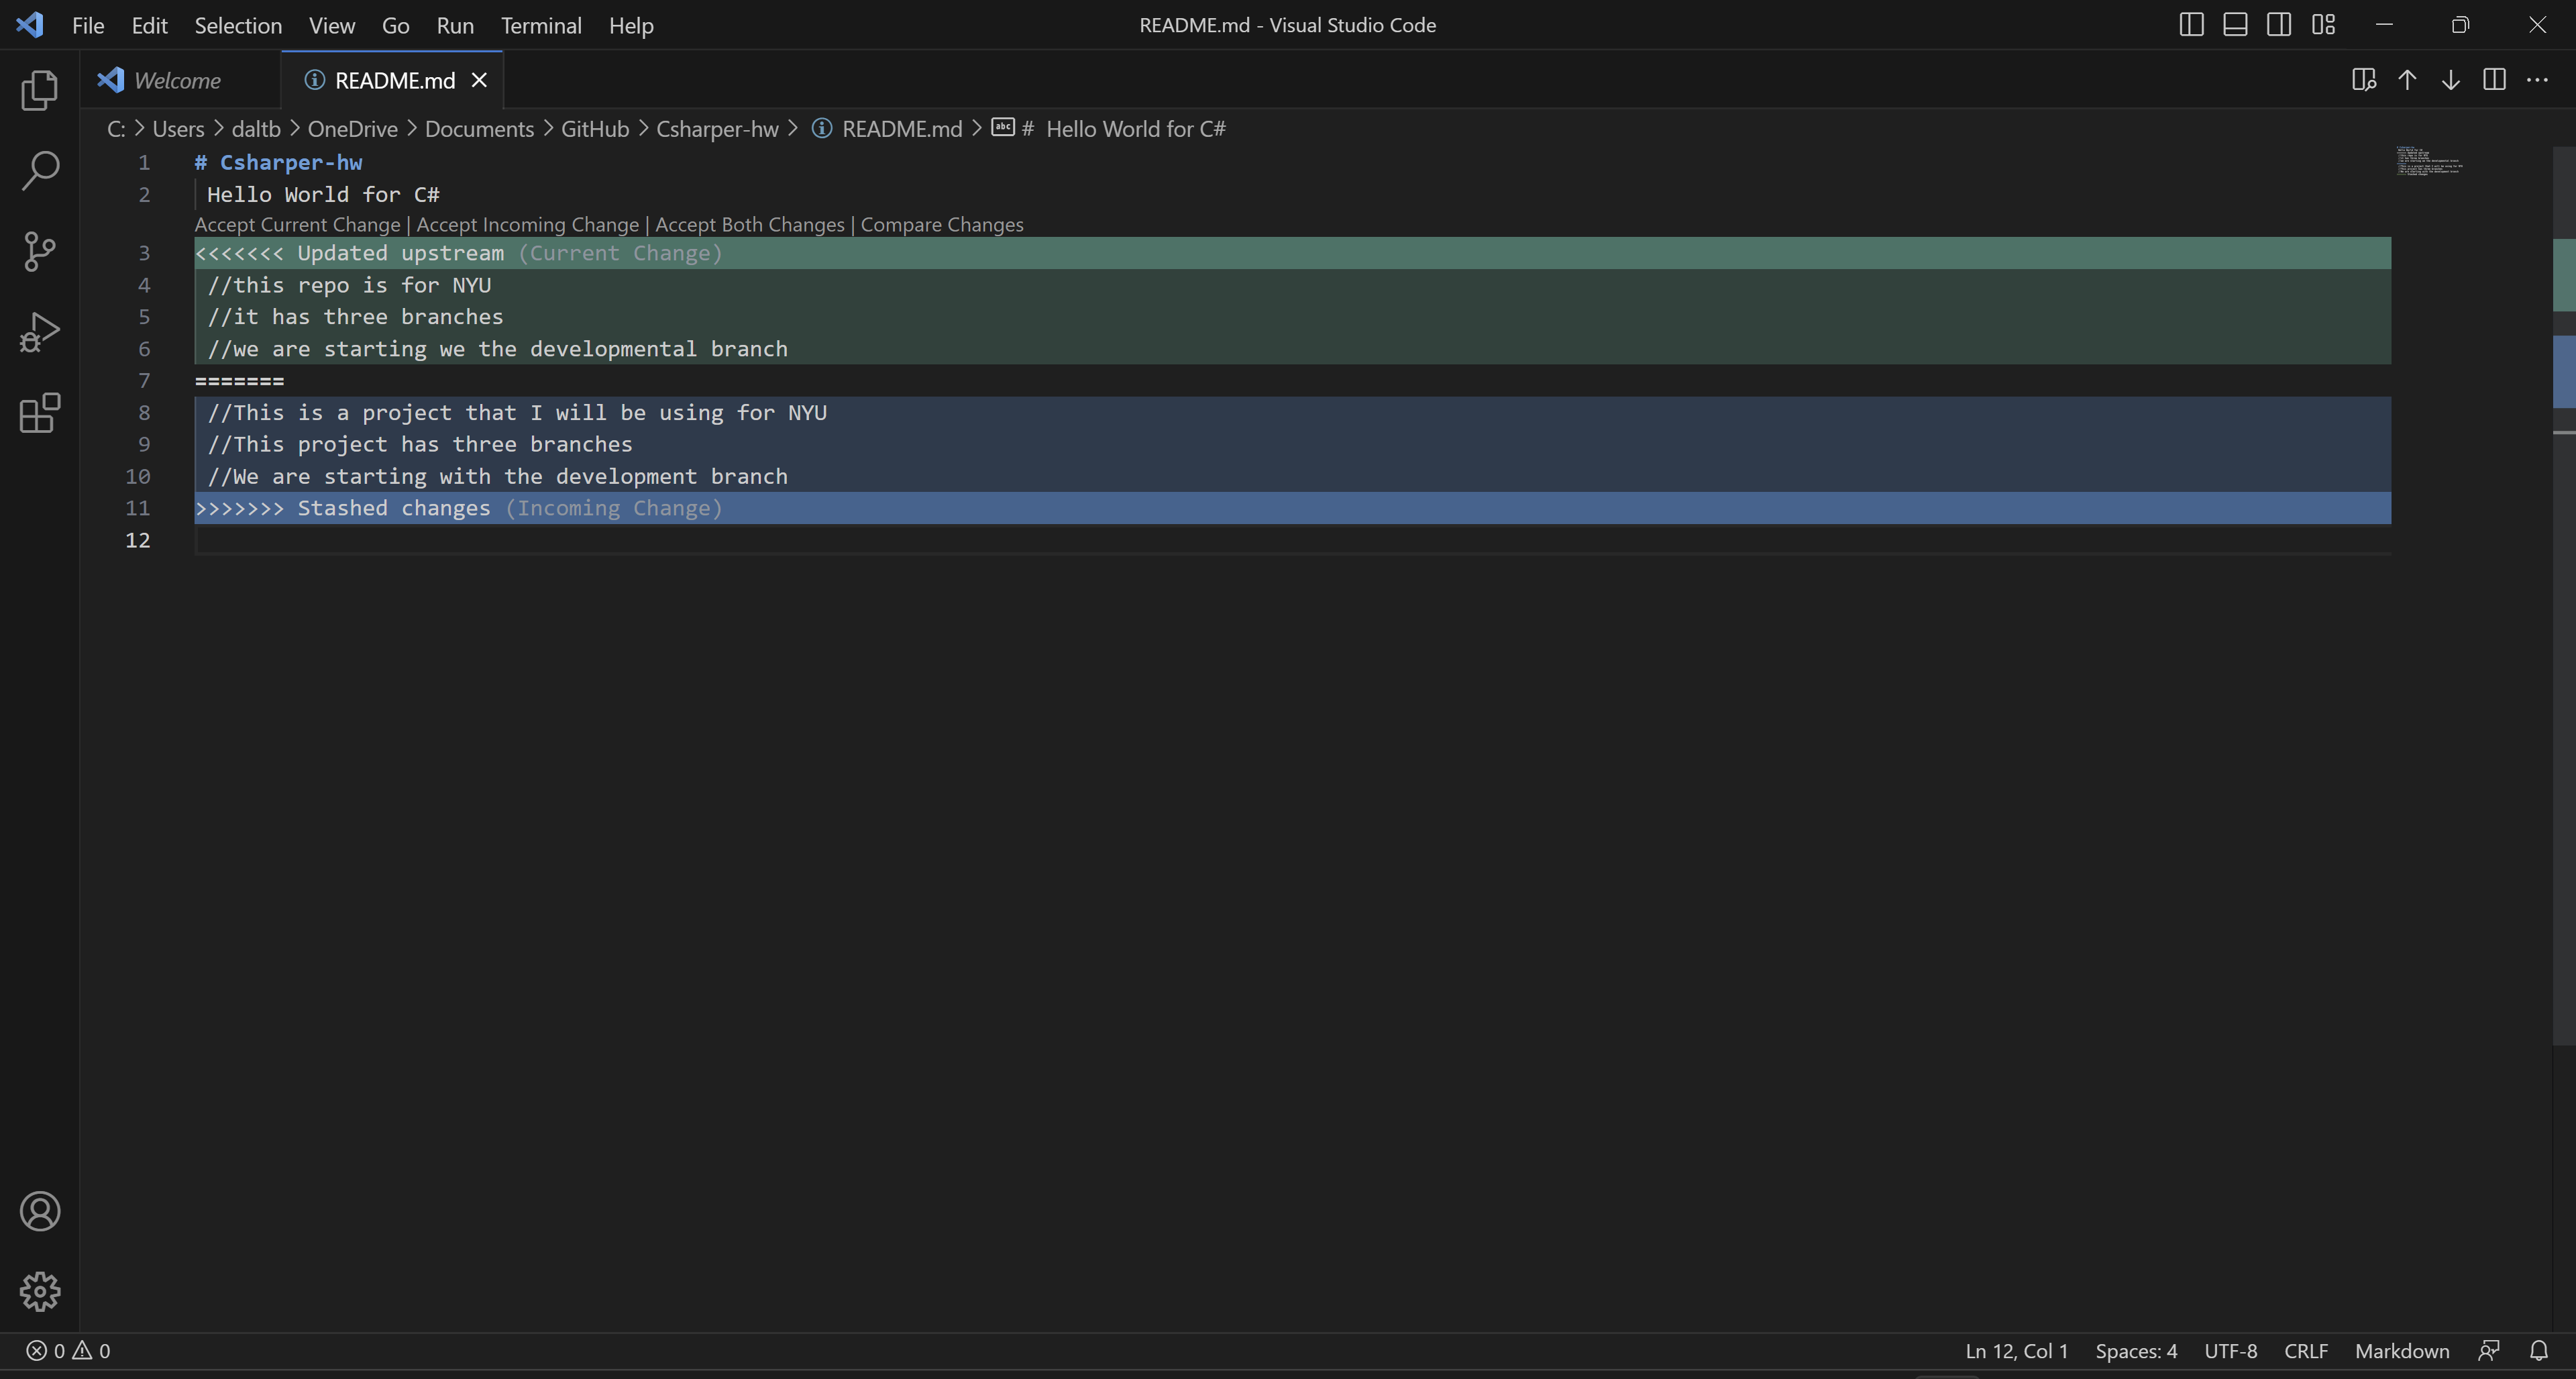 File Edit Selection View Go Run Terminal Help README.md - Visual Studio Code
Welcome README.md
C: > Users > daltb > OneDrive > Documents > GitHub > Csharper-hw > README.md > abc # Hello World for C#
1 # Csharper-hw
2 Hello World for C#
Accept Current Change | Accept Incoming Change | Accept Both Changes | Compare Changes
3 <<<<<<< Updated upstream (Current Change)
4 //this repo is for NYU
5 //it has three branches
6 //we are starting we the developmental branch
7 =======
8 //This is a project that I will be using for NYU
9 //This project has three branches
10 //We are starting with the development branch
11 >>>>>>> Stashed changes (Incoming Change)
12
0 0 Ln 12, Col 1 Spaces: 4 UTF-8 CRLF Markdown